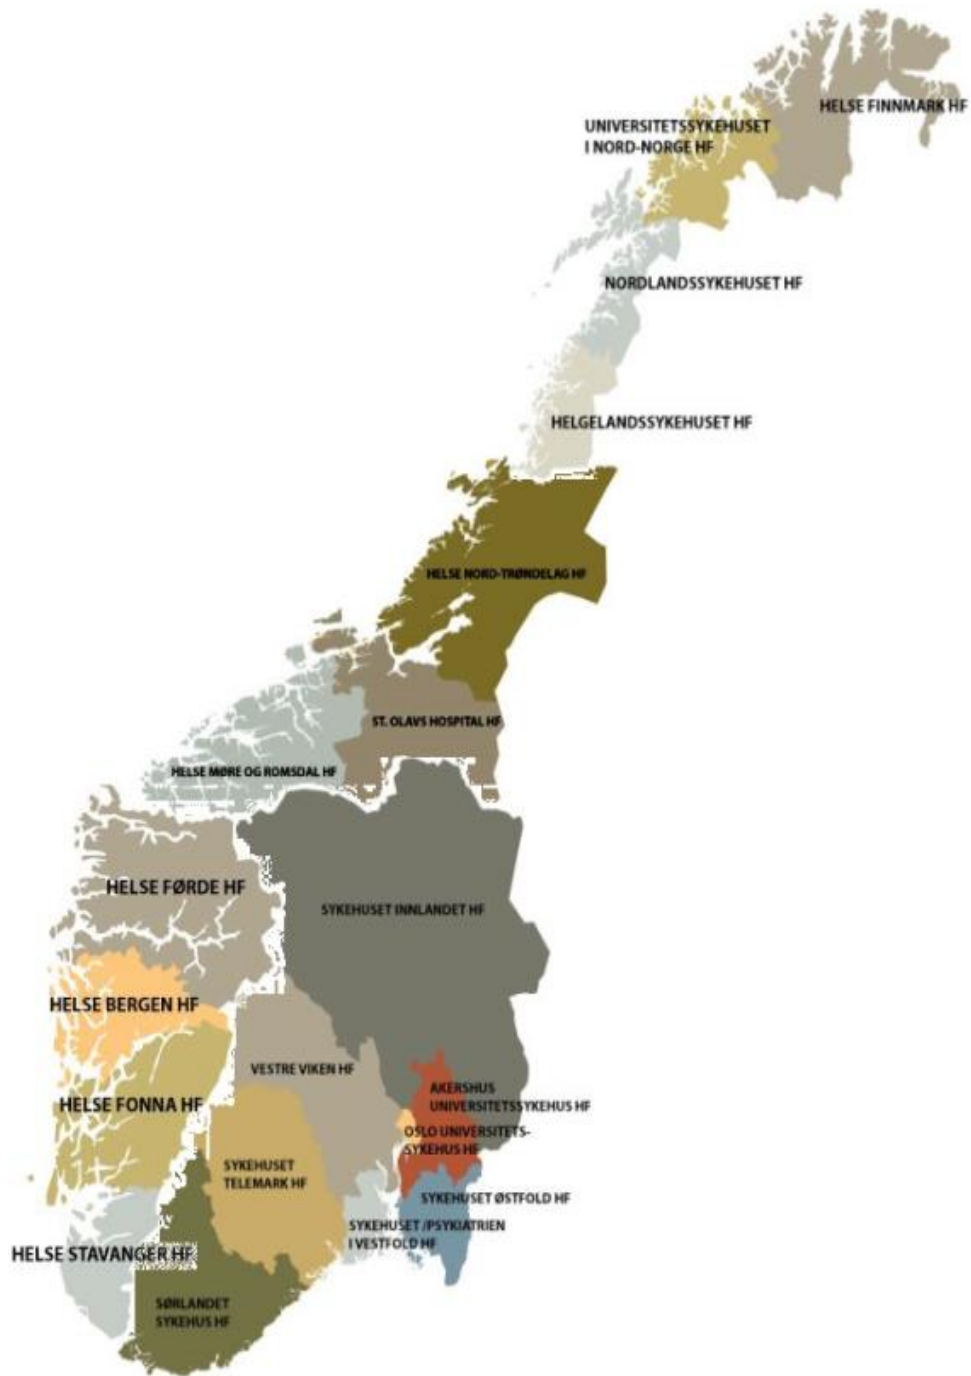 HELSE FINNMARK HF
UNIVERSITETSSYKEHUSET
I NORD-NORGE HF
NORDLANDSSYKEHUSET HF
HELGELANDSSYKEHUSET HF
HELSE NORD-TRØNDELAG HF
ST. OLAVS HOSPITAL HF
HELSE MØRE OG ROMSDAL HF
HELSE FØRDE HF
SYKEHUSET INNLANDET HF
HELSE BERGEN HF
VESTRE VIKEN HF
AKERSHUS
UNIVERSITETSSYKEHUS HF
HELSE FONNA HF
OSLO UNIVERSITETS-
SYKEHUS HF
SYKEHUSET
TELEMARK HF
SYKEHUSET ØSTFOLD HF
SYKEHUSET /PSYKIATRIEN
I VESTFOLD HF
HELSE STAVANGER HF
SØRLANDET
SYKEHUS HF